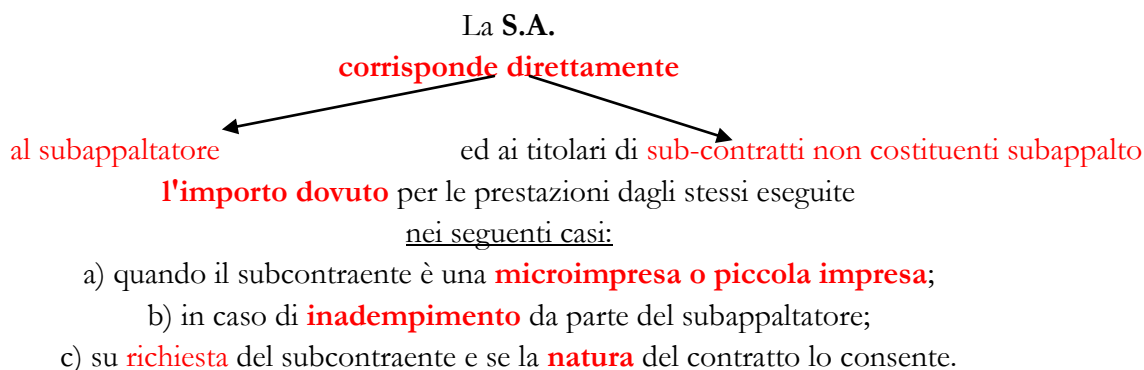 La S.A.
corrisponde direttamente
al subappaltatore ed ai titolari di sub-contratti non costituenti subappalto
l'importo dovuto per le prestazioni dagli stessi eseguite
nei seguenti casi:
a) quando il subcontraente è una microimpresa o piccola impresa;
b) in caso di inadempimento da parte del subappaltatore;
c) su richiesta del subcontraente e se la natura del contratto lo consente.